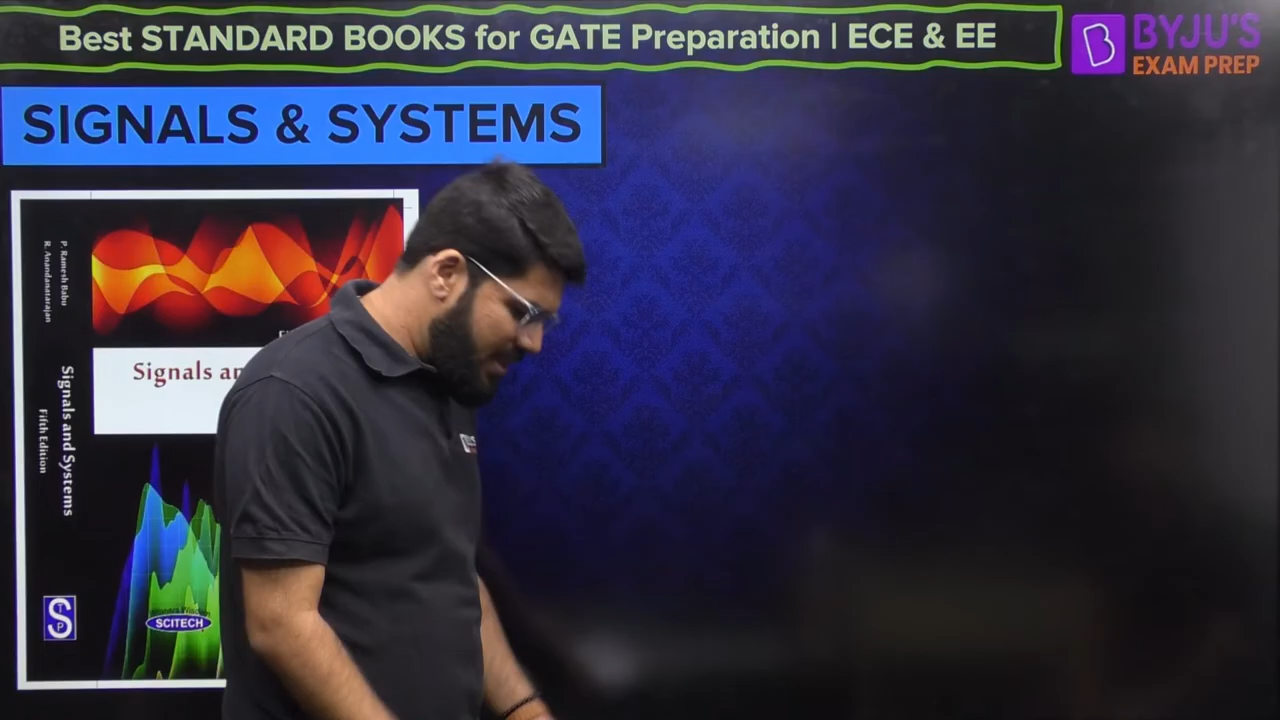 Best STANDARD BOOKS for GATE Preparation | ECE & EE
BYJU'S
EXAM PREP
SIGNALS & SYSTEMS
P. Ramesh Babu
R. Anandanatarajan
Signals and Systems
Fifth Edition
Signals an
SCITECH
S
T
P